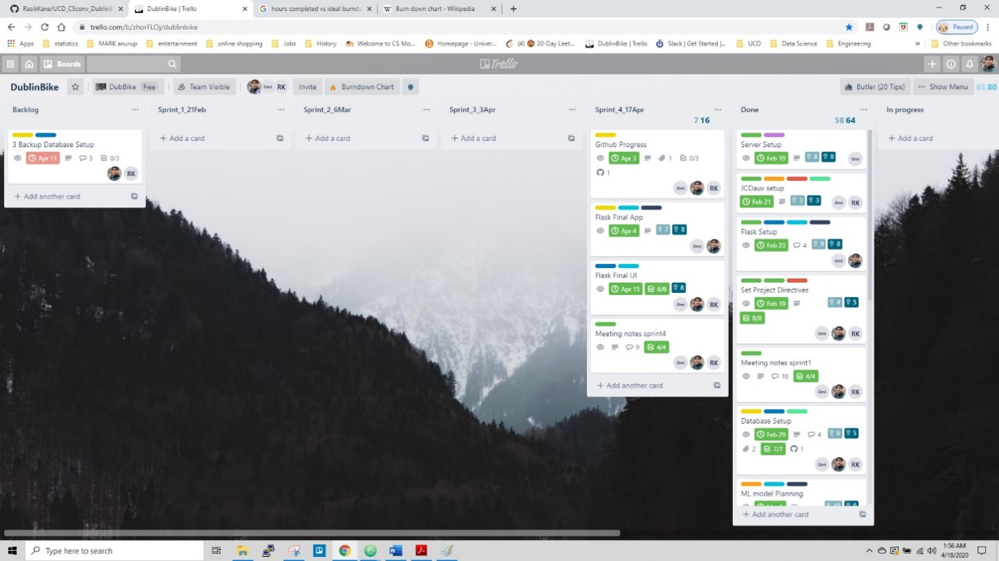 RasikKane/UCD_CSconv_DublinB
DublinBike | Trello
hours completed vs ideal burndo
Burn down chart - Wikipedia
trello.com/b/zhorFLOj/dublinbike
Paused
Apps statistics MARK anurup entertainment online shopping Jobs History Welcome to CS Mo... Homepage - Univer... (4) 30-Day Leet... DublinBike | Trello Slack | Get Started |... UCD Data Science Engineering » Other bookmarks
Boards
Trello
DublinBike DubBike Free Team Visible Omi RK Invite Burndown Chart Butler (20 Tips) ... Show Menu 65 80
Backlog ...
3 Backup Database Setup
Apr 11 3 0/3
RK
+ Add another card
Sprint_1_21Feb ...
+ Add a card
Sprint_2_6Mar ...
+ Add a card
Sprint_3_3Apr ...
+ Add a card
Sprint_4_17Apr ...
7 16
Github Progress
Apr 3 1 0/3
1
Omi RK
Flask Final App
Apr 4 7 8
Omi
Flask Final UI
Apr 15 6/6 8
Omi RK
Meeting notes sprint4
9 4/4
Omi RK
+ Add another card
Done ...
58 64
Server Setup
Feb 19 8 8 Omi
JCDaux setup
Feb 21 3 3 Omi RK
Flask Setup
Feb 23 4 9 8
Omi
Set Project Directives
Feb 19 4 5
8/8
Omi RK
Meeting notes sprint1
10 4/4
Omi RK
Database Setup
Feb 29 4 6 5
2 7/7 1
Omi RK
ML model Planning
+ Add another card
In progress
+ Add a card
Type here to search
1:56 AM
4/18/2020